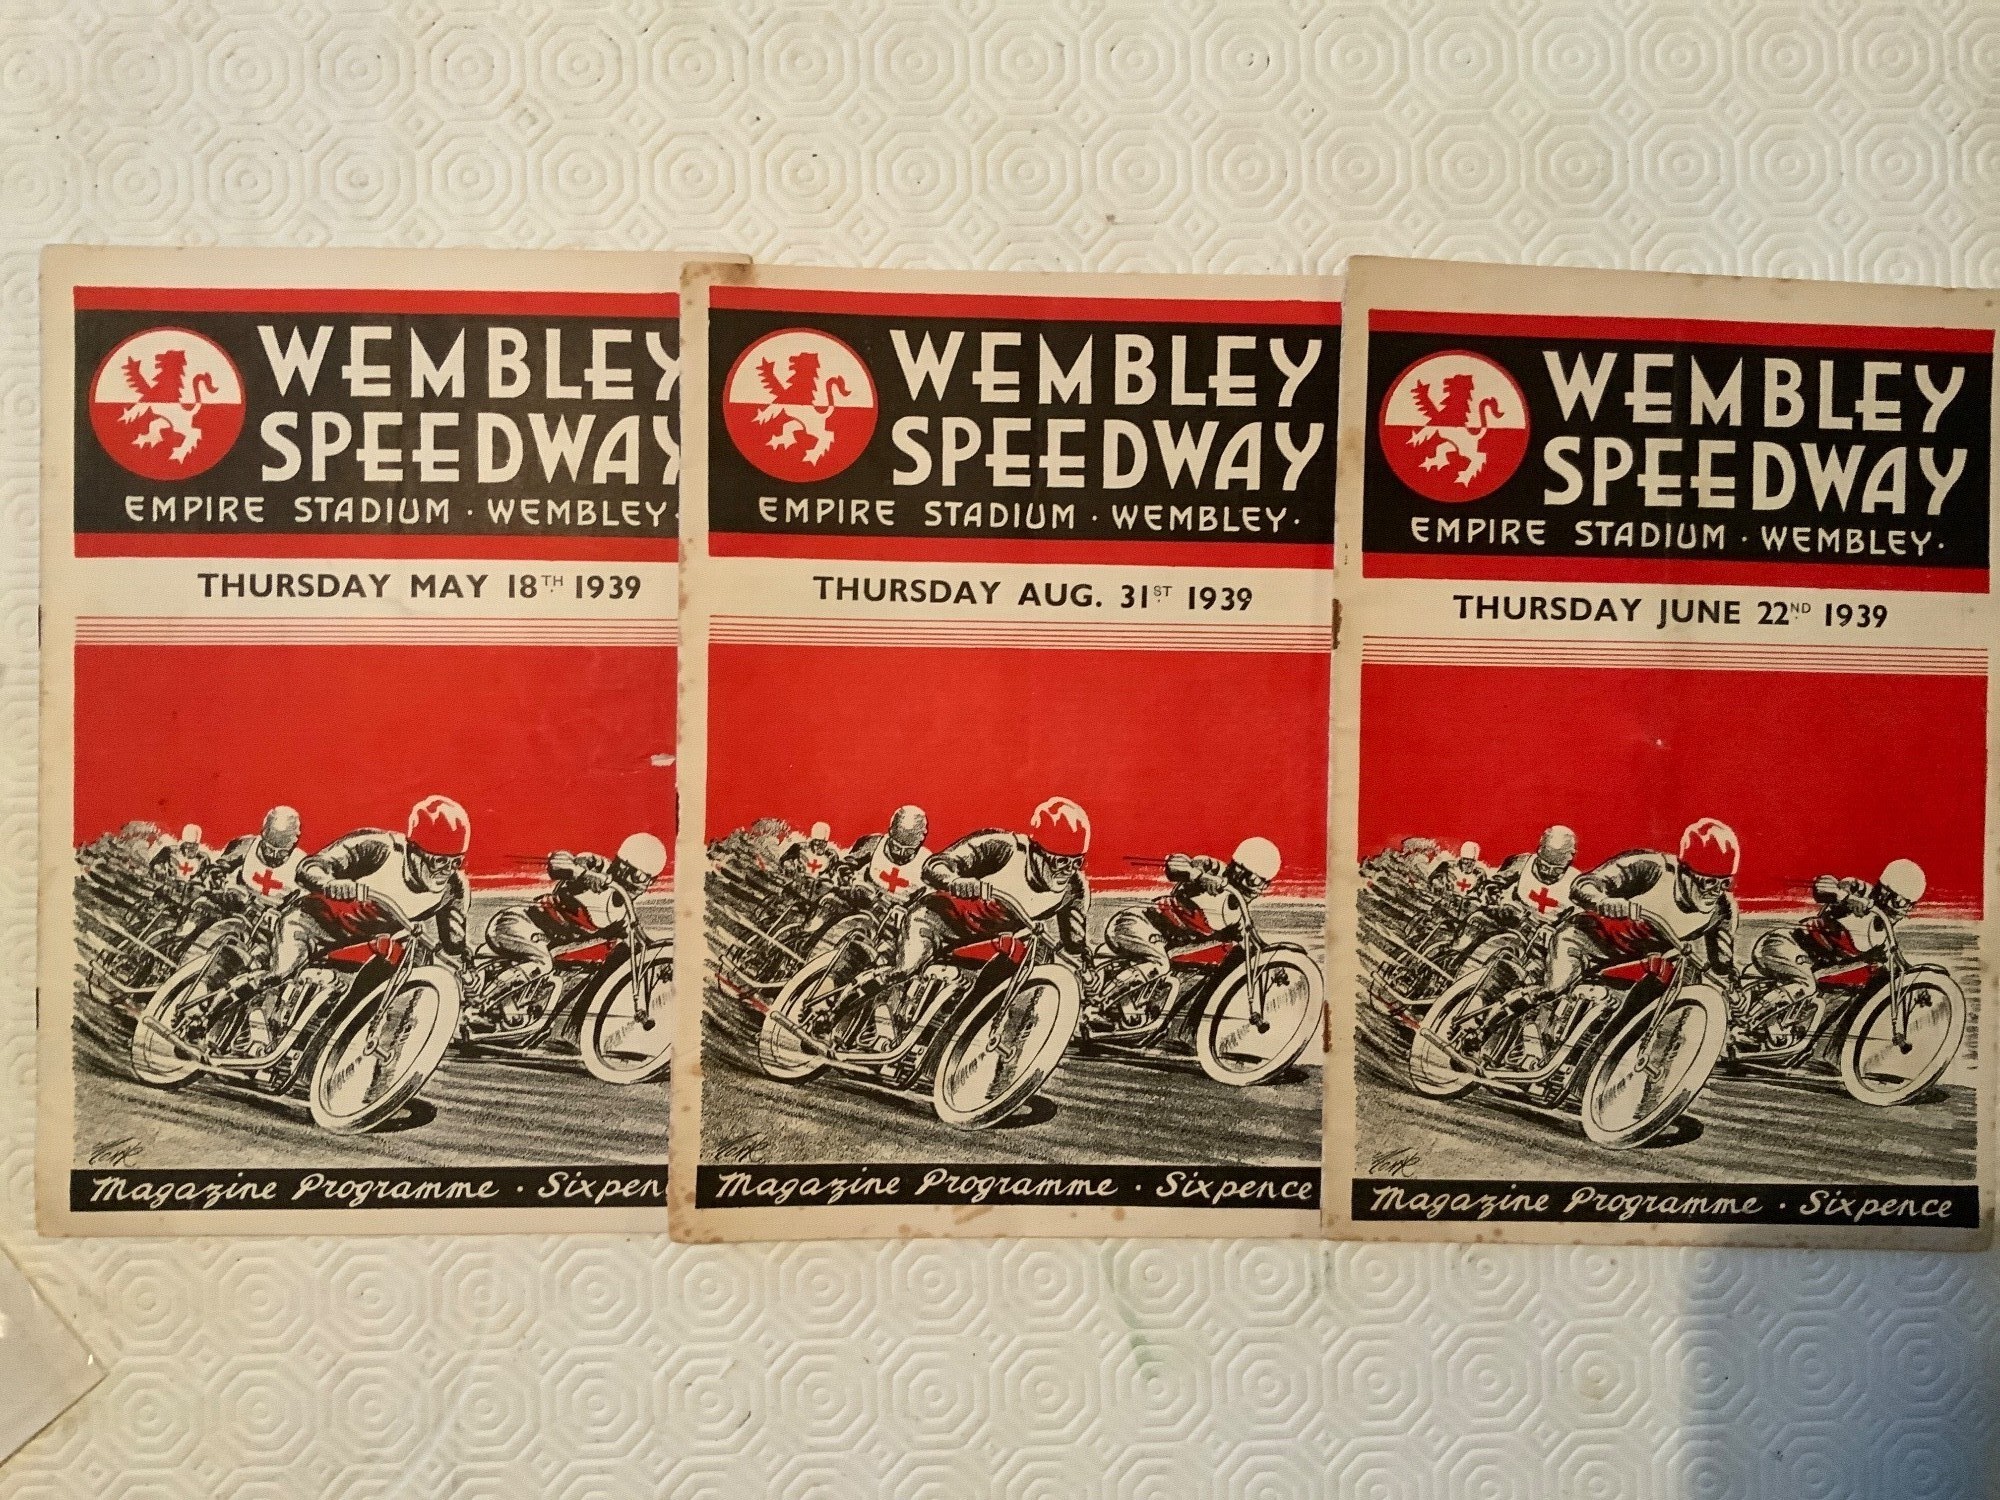 WEMBLEY
SPEEDWAY
EMPIRE STADIUM · WEMBLEY·
THURSDAY MAY 18TH 1939
Magazine Programme · Sixpen
WEMBLEY
SPEEDWAY
EMPIRE STADIUM · WEMBLEY·
THURSDAY AUG. 31ST 1939
Magazine Programme · Sixpence
WEMBLEY
SPEEDWAY
EMPIRE STADIUM · WEMBLEY·
THURSDAY JUNE 22ND 1939
Magazine Programme · Sixpence